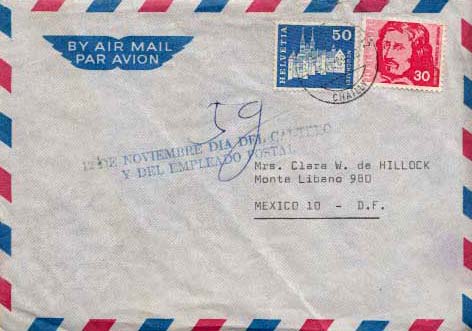 BY AIR MAIL
PAR AVION
HELVETIA
50
30
5g
12 DE NOVIEMBRE DIA DEL CARTERO
Y DEL EMPLEADO POSTAL
Mrs. Clara W. de HILLOCK
Monte Libano 980
MEXICO 10 - D.F.